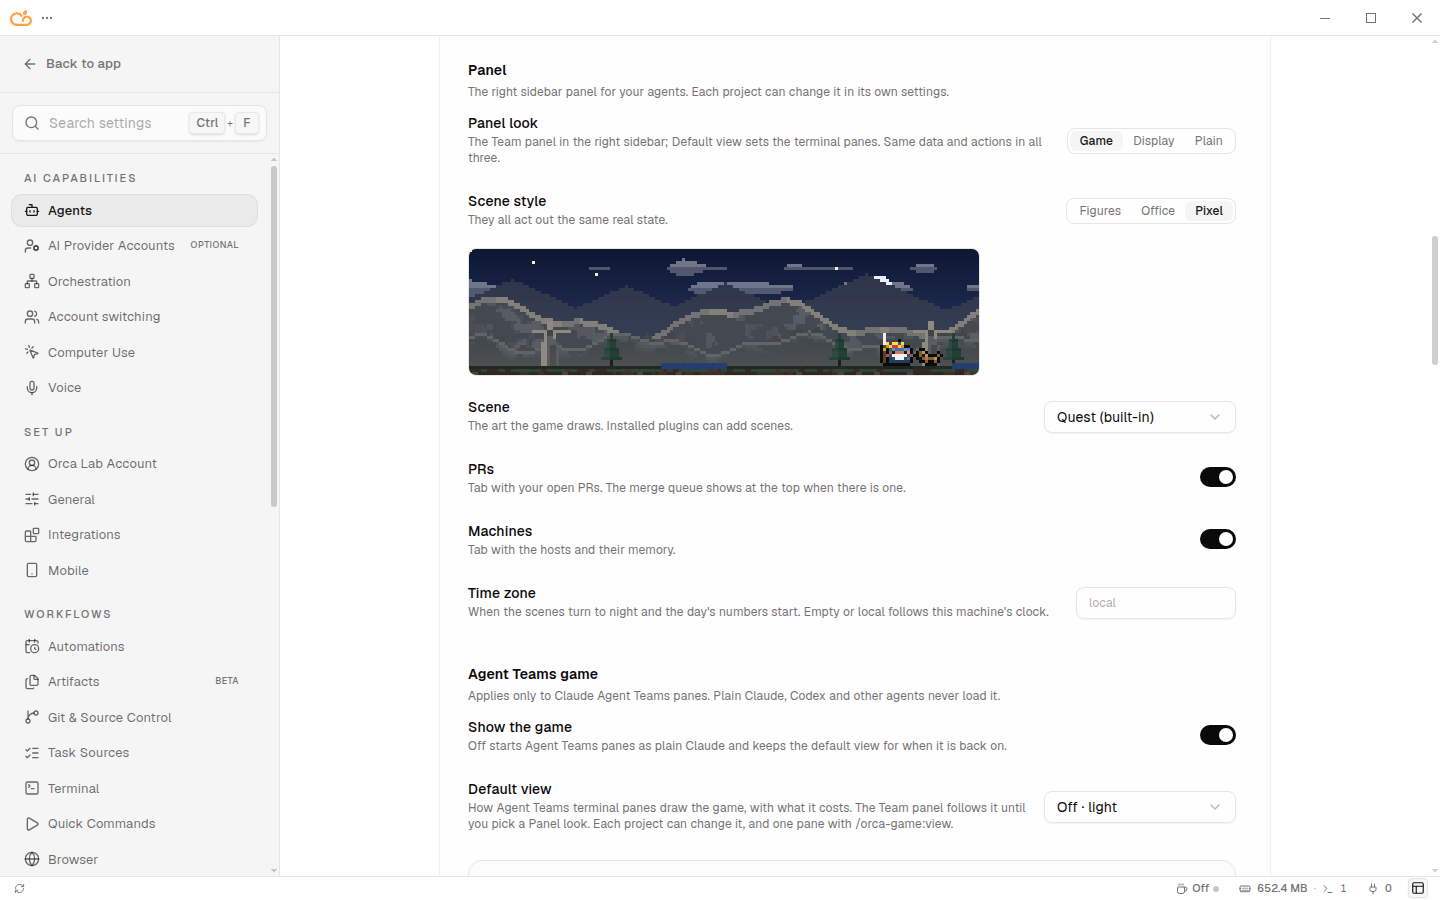 Back to app
Search settings
Ctrl + F
AI CAPABILITIES
Agents
AI Provider Accounts OPTIONAL
Orchestration
Account switching
Computer Use
Voice
SET UP
Orca Lab Account
General
Integrations
Mobile
WORKFLOWS
Automations
Artifacts BETA
Git & Source Control
Task Sources
Terminal
Quick Commands
Browser
Panel
The right sidebar panel for your agents. Each project can change it in its own settings.
Panel look
The Team panel in the right sidebar; Default view sets the terminal panes. Same data and actions in all
three.
Game Display Plain
Scene style
They all act out the same real state.
Figures Office Pixel
Scene
The art the game draws. Installed plugins can add scenes.
Quest (built-in)
PRs
Tab with your open PRs. The merge queue shows at the top when there is one.
Machines
Tab with the hosts and their memory.
Time zone
When the scenes turn to night and the day's numbers start. Empty or local follows this machine's clock.
local
Agent Teams game
Applies only to Claude Agent Teams panes. Plain Claude, Codex and other agents never load it.
Show the game
Off starts Agent Teams panes as plain Claude and keeps the default view for when it is back on.
Default view
How Agent Teams terminal panes draw the game, with what it costs. The Team panel follows it until
you pick a Panel look. Each project can change it, and one pane with /orca-game:view.
Off · light
Off 652.4 MB · 1 0